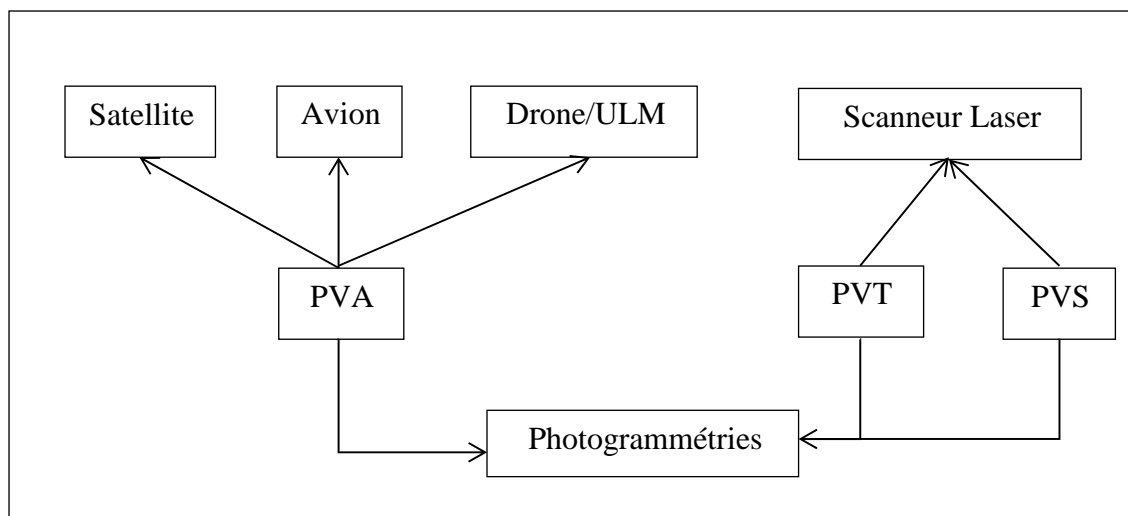 Satellite
Avion
Drone/ULM
Scanneur Laser
PVA
PVT
PVS
Photogrammétries